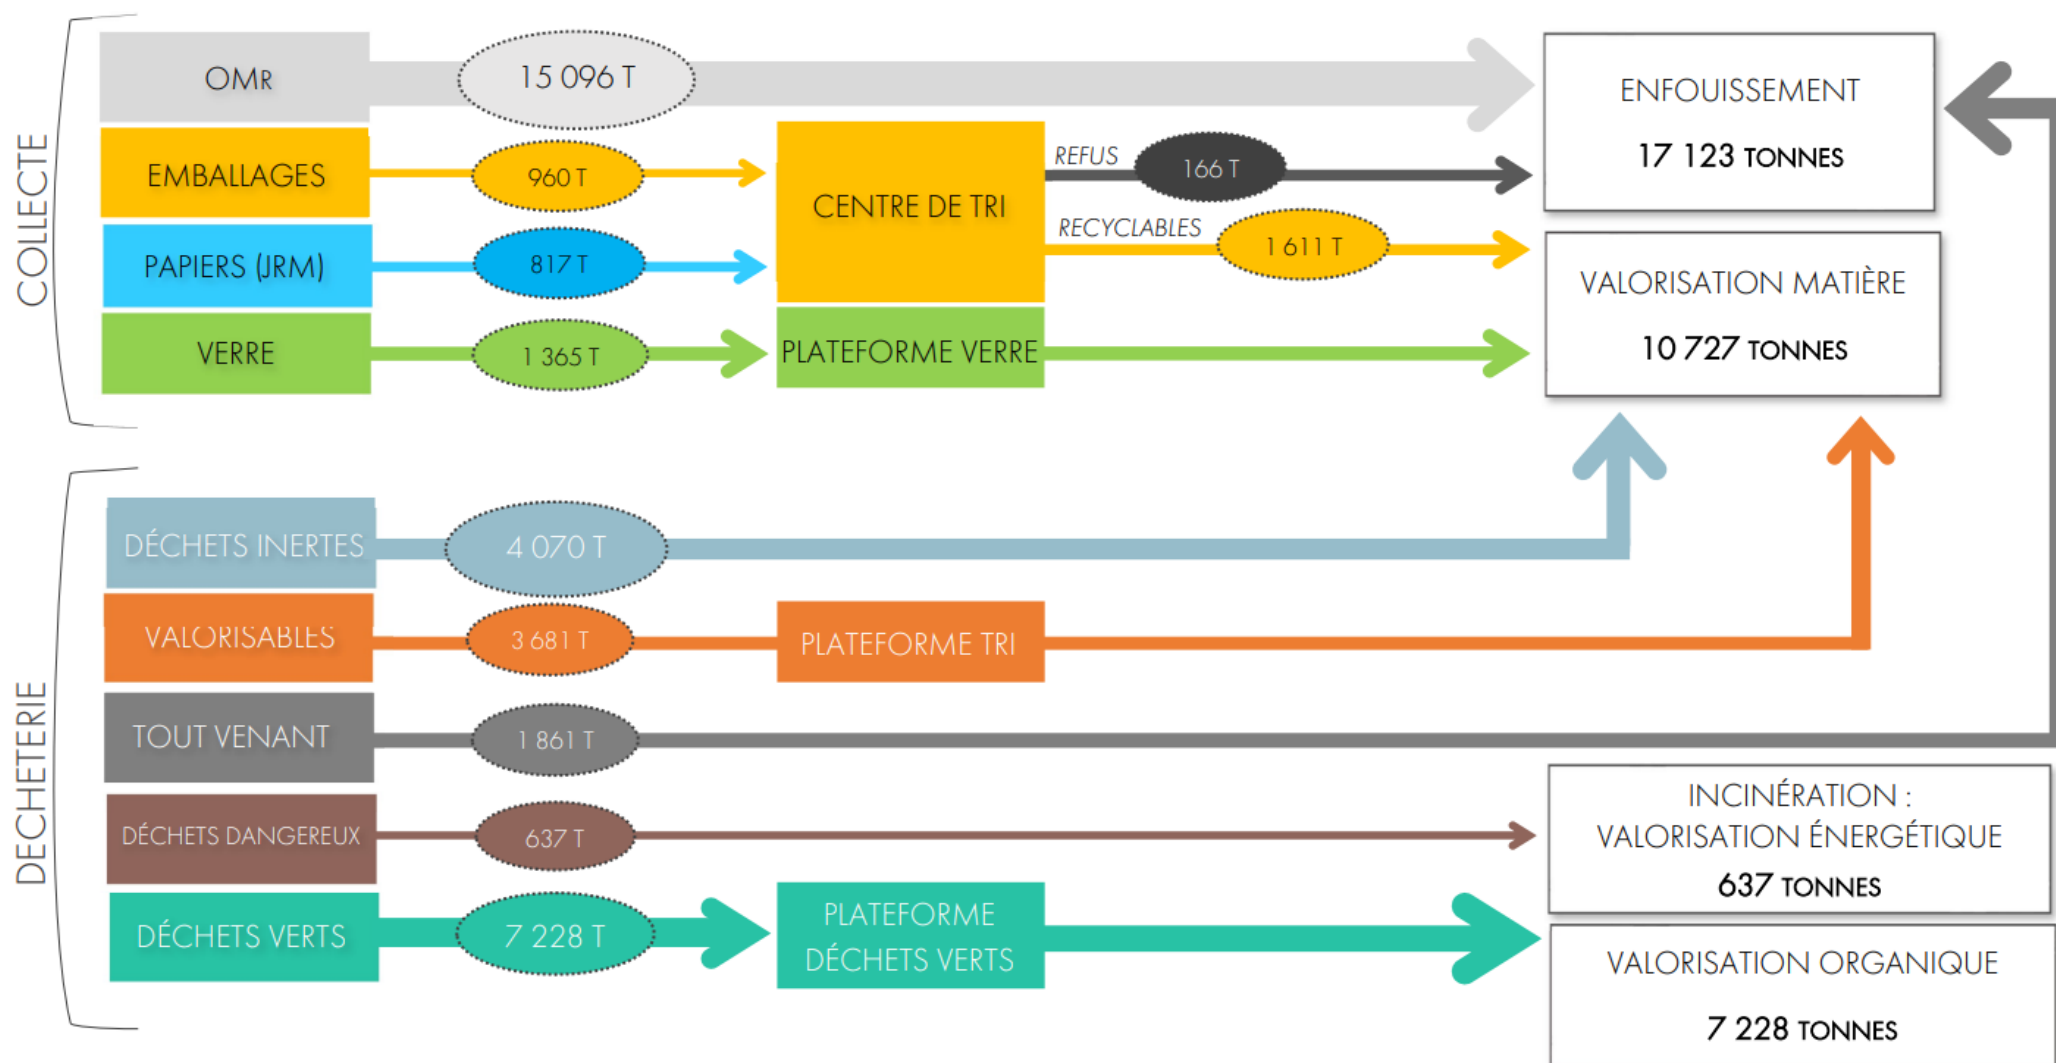 COLLECTE
OMR
15 096 T
EMBALLAGES
960 T
PAPIERS (JRM)
817 T
VERRE
1 365 T
CENTRE DE TRI
PLATEFORME VERRE
REFUS
166 T
RECYCLABLES
1 611 T
ENFOUISSEMENT
17 123 TONNES
VALORISATION MATIÈRE
10 727 TONNES
DECHETERIE
DÉCHETS INERTES
4 070 T
VALORISABLES
3 681 T
PLATEFORME TRI
TOUT VENANT
1 861 T
DÉCHETS DANGEREUX
637 T
DÉCHETS VERTS
7 228 T
PLATEFORME
DÉCHETS VERTS
INCINÉRATION :
VALORISATION ÉNERGÉTIQUE
637 TONNES
VALORISATION ORGANIQUE
7 228 TONNES